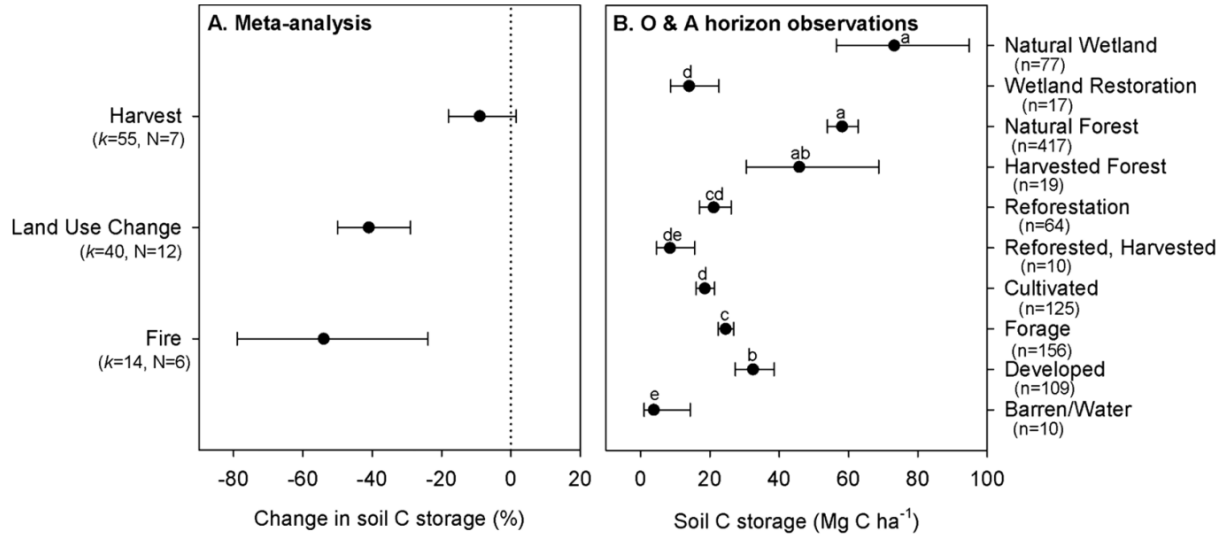 A. Meta-analysis
Harvest
(k=55, N=7)
Land Use Change
(k=40, N=12)
Fire
(k=14, N=6)
-80 -60 -40 -20 0 20
Change in soil C storage (%)
B. O & A horizon observations
a
Natural Wetland
(n=77)
d
Wetland Restoration
(n=17)
a
Natural Forest
(n=417)
ab
Harvested Forest
(n=19)
cd
Reforestation
(n=64)
de
Reforested, Harvested
(n=10)
d
Cultivated
(n=125)
c
Forage
(n=156)
b
Developed
(n=109)
e
Barren/Water
(n=10)
0 20 40 60 80 100
Soil C storage (Mg C ha⁻¹)